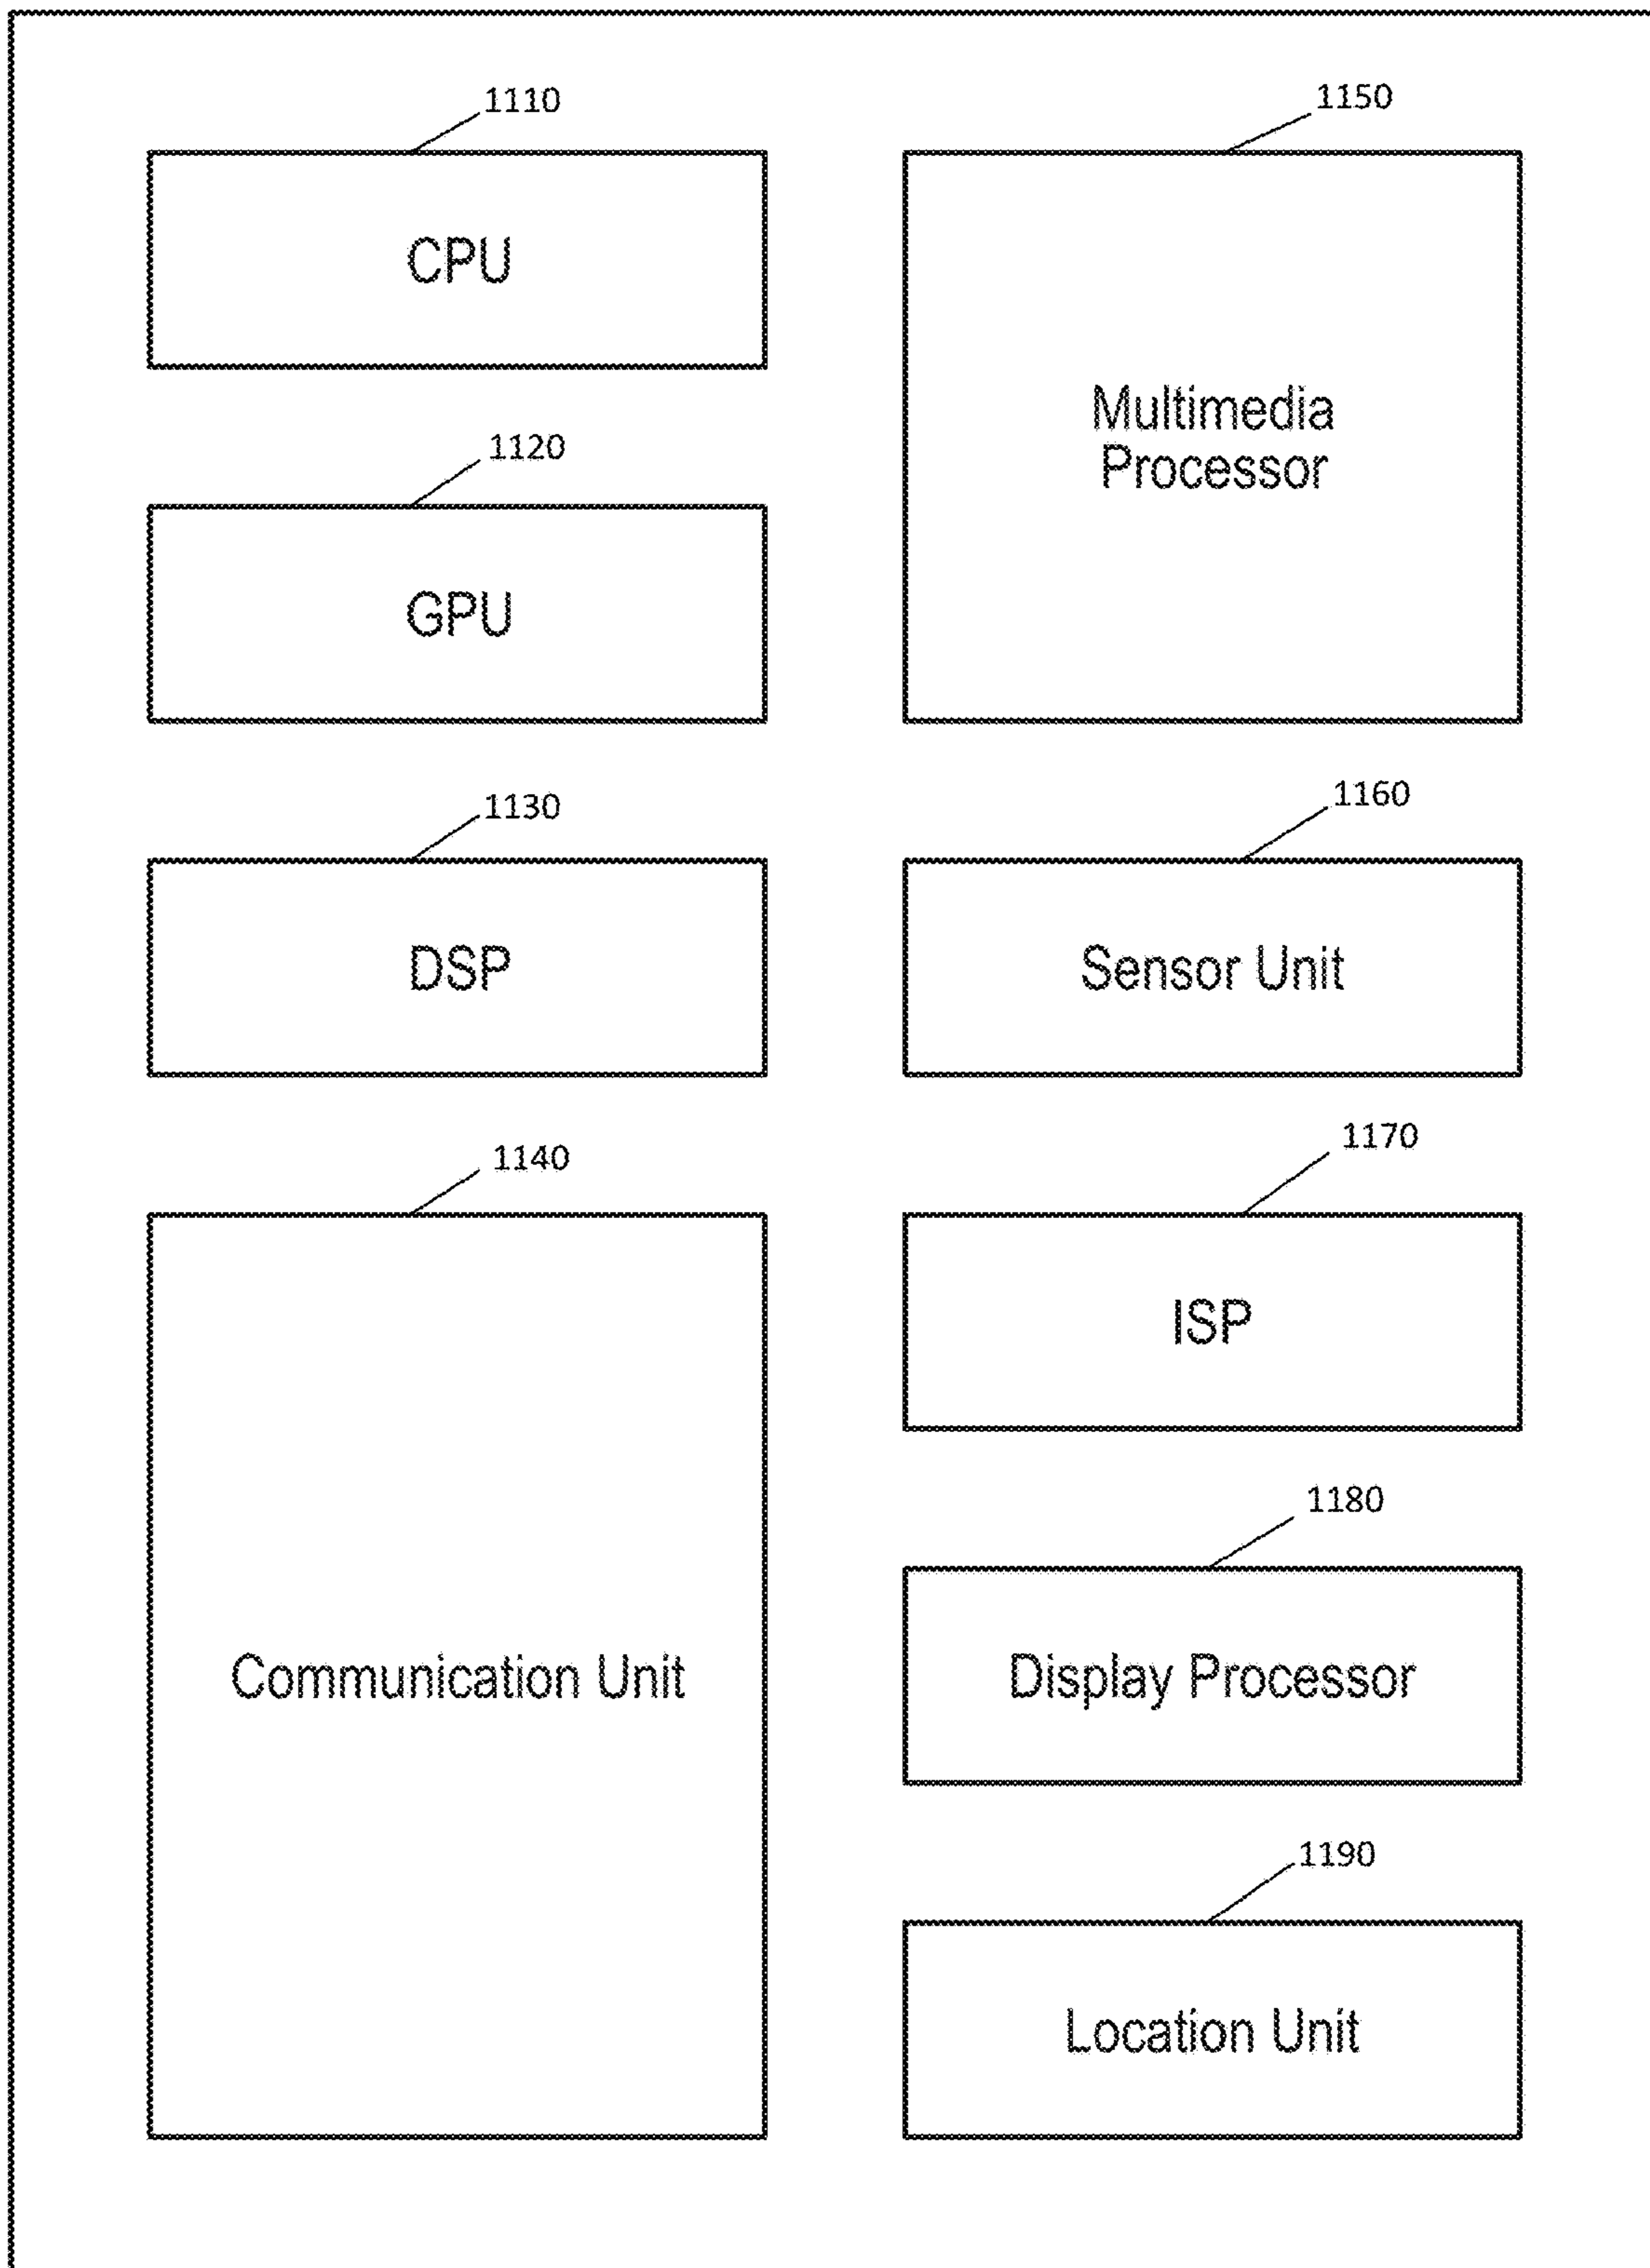 1110
CPU
1120
GPU
1130
DSP
1140
Communication Unit
1150
Multimedia
Processor
1160
Sensor Unit
1170
ISP
1180
Display Processor
1190
Location Unit